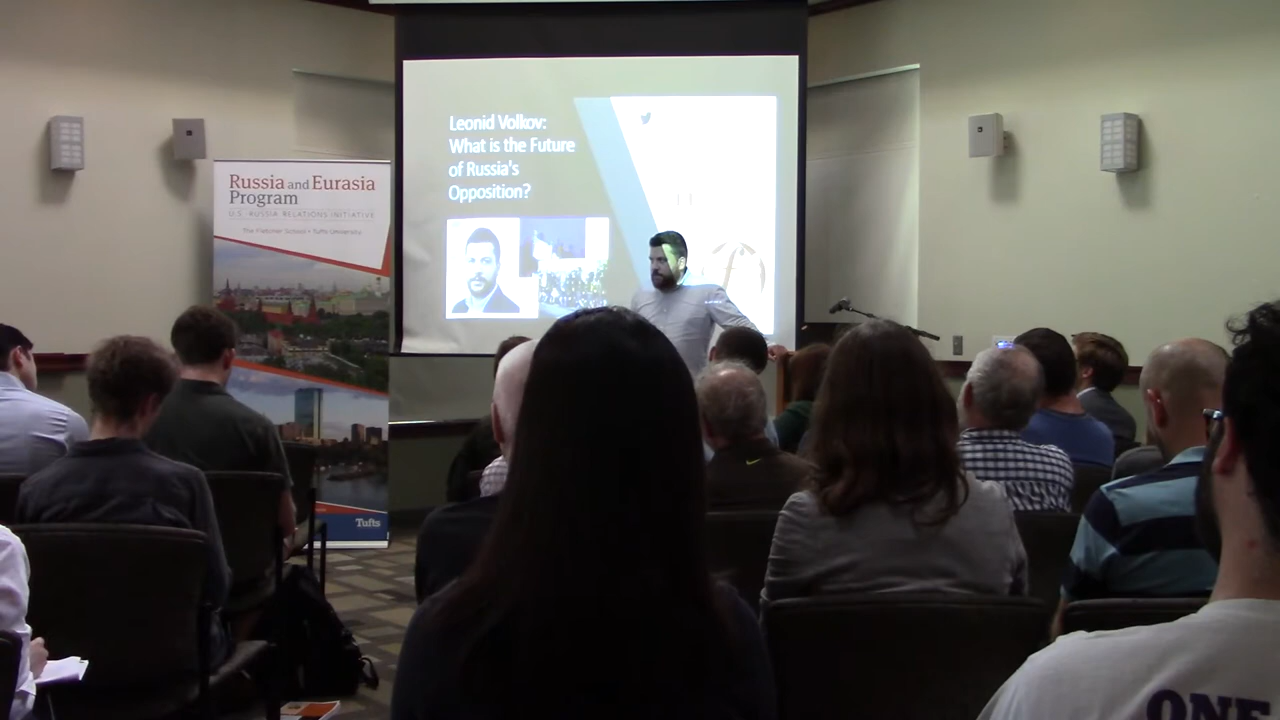 Leonid Volkov:
What is the Future
of Russia's
Opposition?
Russia and Eurasia
Program
U.S.-RUSSIA RELATIONS INITIATIVE
The Fletcher School • Tufts University
Tufts
ONE